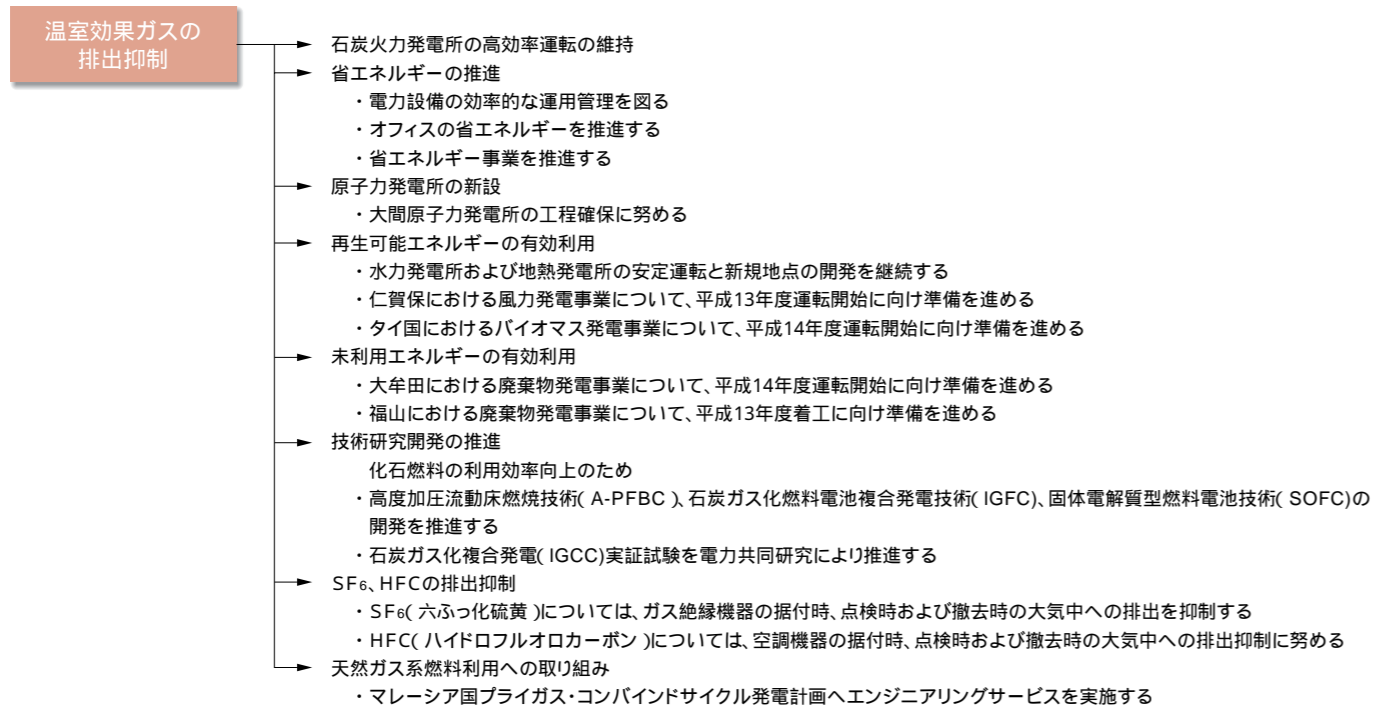 温室効果ガスの
排出抑制
石炭火力発電所の高効率運転の維持
省エネルギーの推進
・電力設備の効率的な運用管理を図る
・オフィスの省エネルギーを推進する
・省エネルギー事業を推進する
原子力発電所の新設
・大間原子力発電所の工程確保に努める
再生可能エネルギーの有効利用
・水力発電所および地熱発電所の安定運転と新規地点の開発を継続する
・仁賀保における風力発電事業について、平成13年度運転開始に向け準備を進める
・タイ国におけるバイオマス発電事業について、平成14年度運転開始に向け準備を進める
未利用エネルギーの有効利用
・大牟田における廃棄物発電事業について、平成14年度運転開始に向け準備を進める
・福山における廃棄物発電事業について、平成13年度着工に向け準備を進める
技術研究開発の推進
化石燃料の利用効率向上のため
・高度加圧流動床燃焼技術( A-PFBC )、石炭ガス化燃料電池複合発電技術( IGFC)、固体電解質型燃料電池技術( SOFC)の
開発を推進する
・石炭ガス化複合発電( IGCC)実証試験を電力共同研究により推進する
SF₆、HFCの排出抑制
・SF₆( 六ふっ化硫黄 )については、ガス絶縁機器の据付時、点検時および撤去時の大気中への排出を抑制する
・HFC( ハイドロフルオロカーボン )については、空調機器の据付時、点検時および撤去時の大気中への排出抑制に努める
天然ガス系燃料利用への取り組み
・マレーシア国プライガス・コンバインドサイクル発電計画へエンジニアリングサービスを実施する